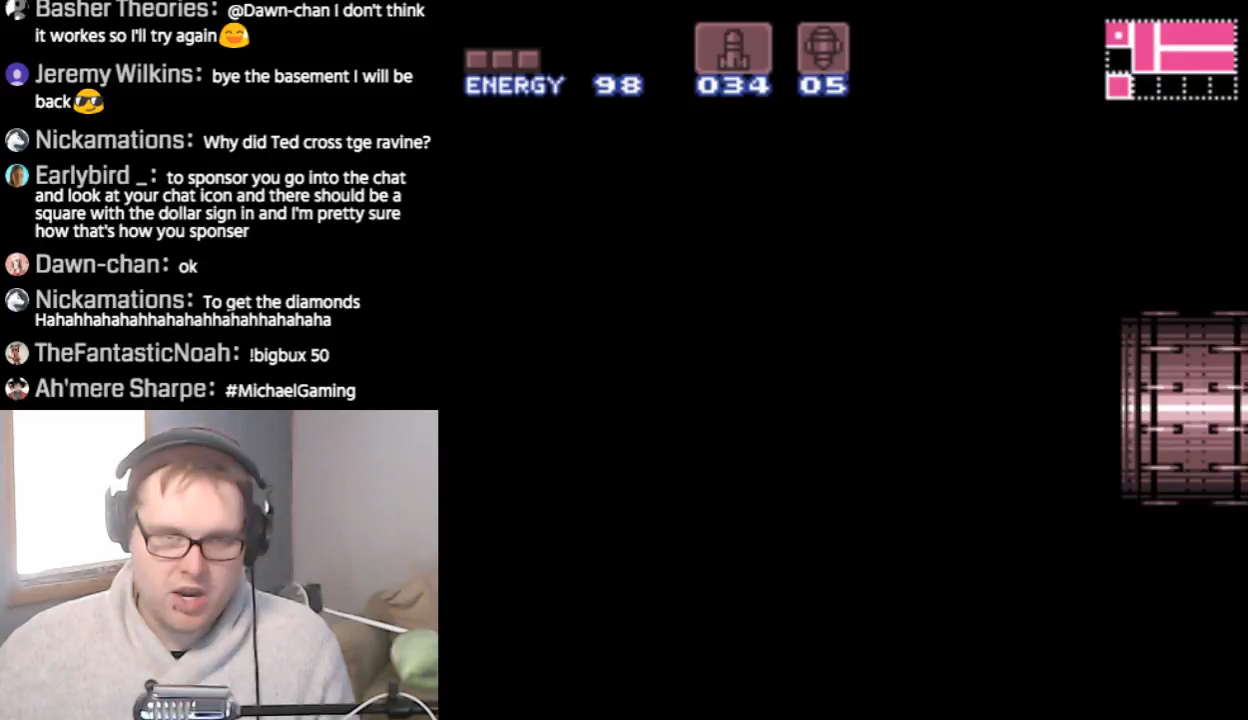 Basher Theories: @Dawn-chan I don't think
it workes so I'll try again
Jeremy Wilkins: bye the basement I will be
back
Nickamations: Why did Ted cross tge ravine?
Earlybird _: to sponsor you go into the chat
and look at your chat icon and there should be a
square with the dollar sign in and I'm pretty sure
how that's how you sponser
Dawn-chan: ok
Nickamations: To get the diamonds
Hahahhahahahhahahahhahahhahahaha
TheFantasticNoah: !bigbux 50
Ah'mere Sharpe: #MichaelGaming
ENERGY 98 034 05